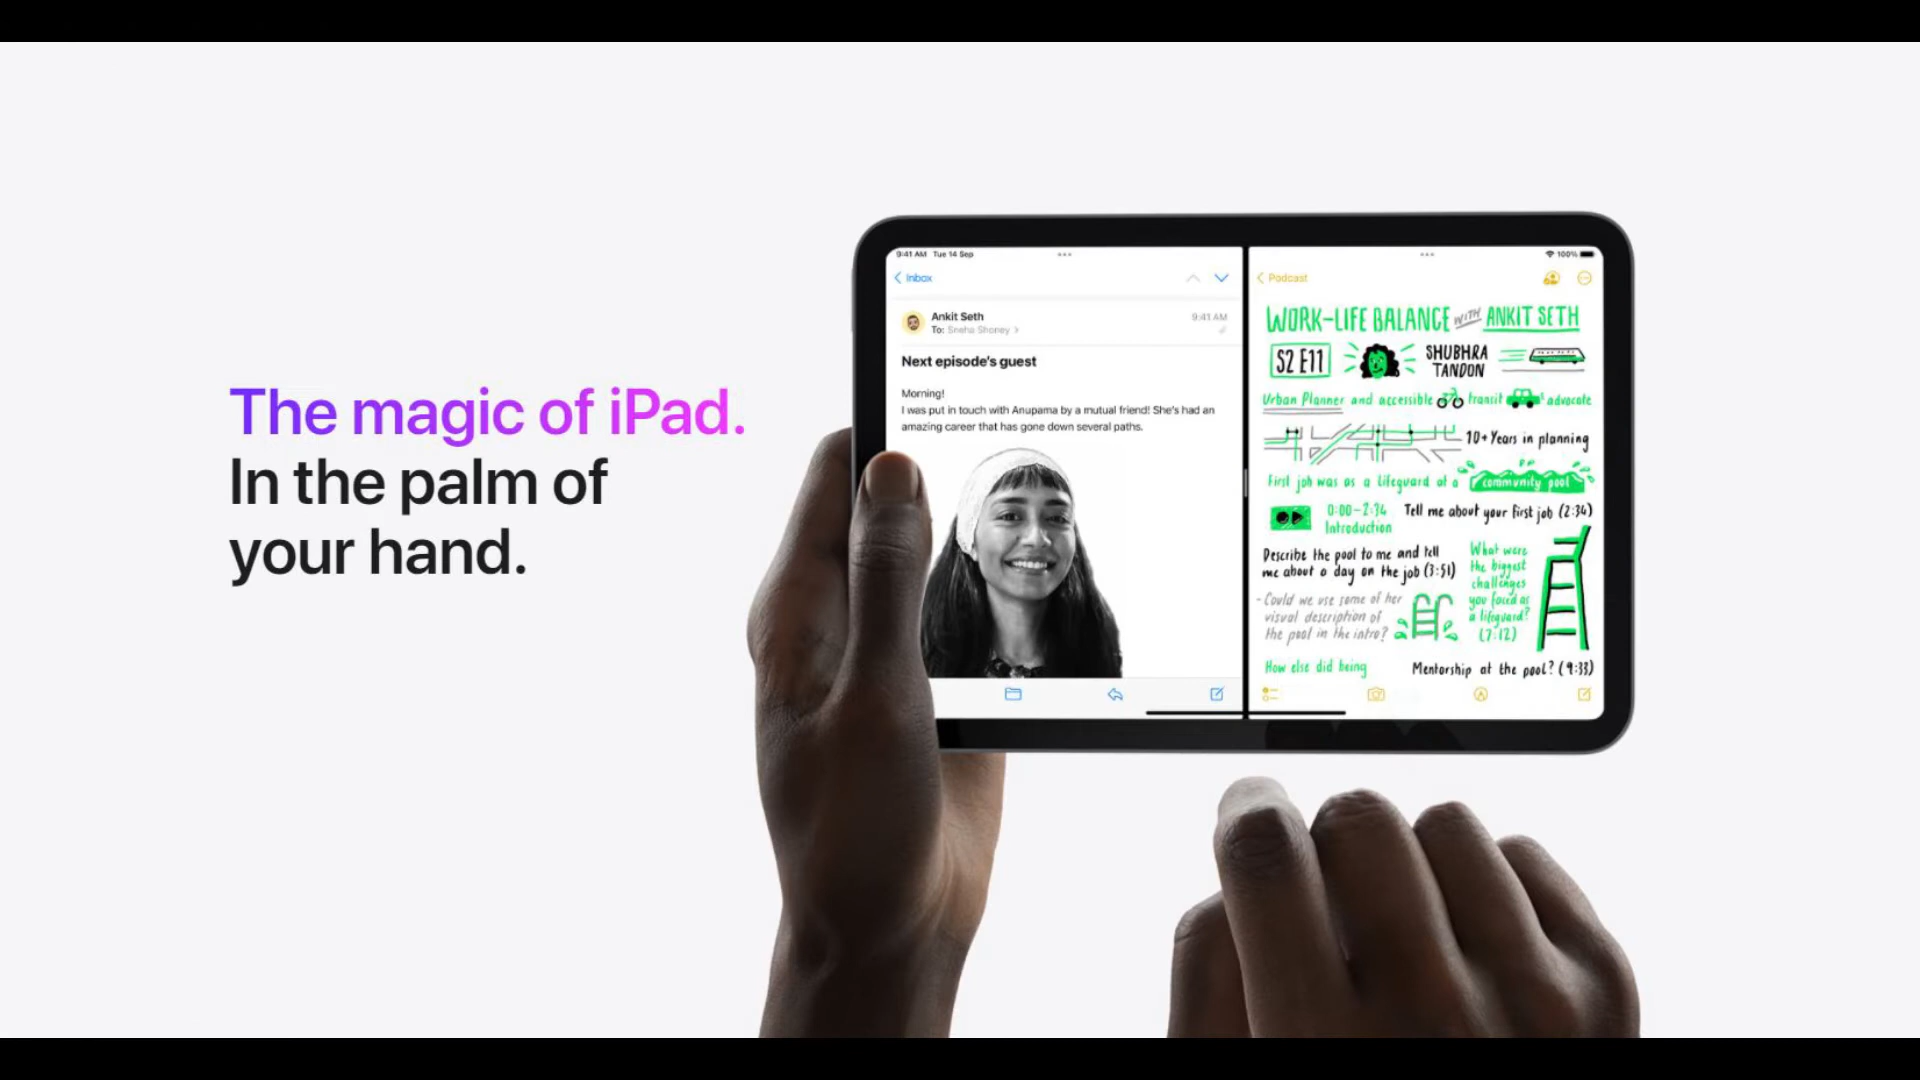 The magic of iPad.
In the palm of
your hand.
9:41 AM Tue 14 Sep
Inbox
Ankit Seth
9:41 AM
To: Sneha Shoney
Next episode's guest
Morning!
I was put in touch with Anupama by a mutual friend! She's had an
amazing career that has gone down several paths.
100%
Podcast
WORK-LIFE BALANCE WITH ANKIT SETH
S2 E11
SHUBHRA
TANDON
Urban Planner and accessible transit advocate
10+ Years in planning
First job was as a lifeguard at a community pool
0:00-2:34
Introduction
Tell me about your first job (2:34)
Describe the pool to me and tell
me about a day on the job (3:51)
What were
the biggest
challenges
you faced as
a lifeguard?
(7:12)
- Could we use some of her
visual description of
the pool in the intro?
How else did being
Mentorship at the pool? (9:33)